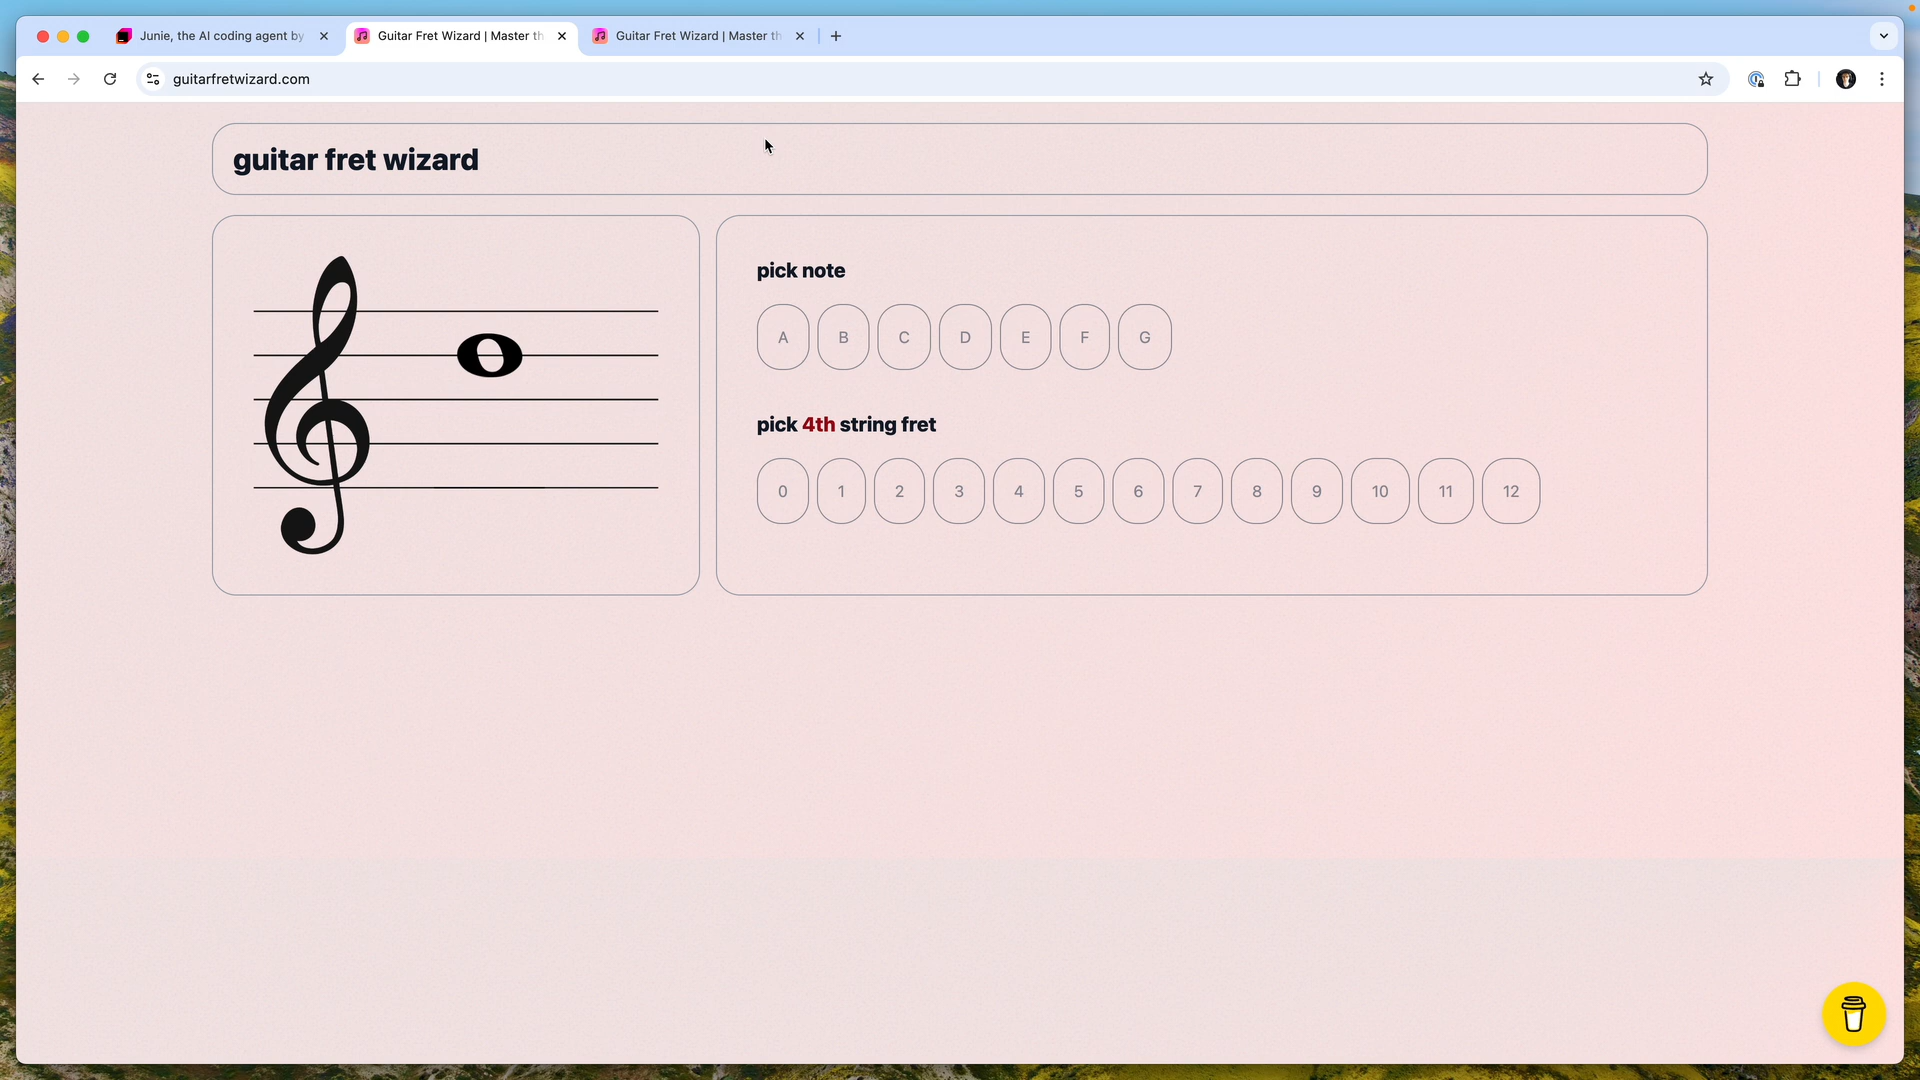 Junie, the AI coding agent by
Guitar Fret Wizard | Master th
Guitar Fret Wizard | Master th
guitarfretwizard.com
guitar fret wizard
pick note
A B C D E F G
pick 4th string fret
0 1 2 3 4 5 6 7 8 9 10 11 12